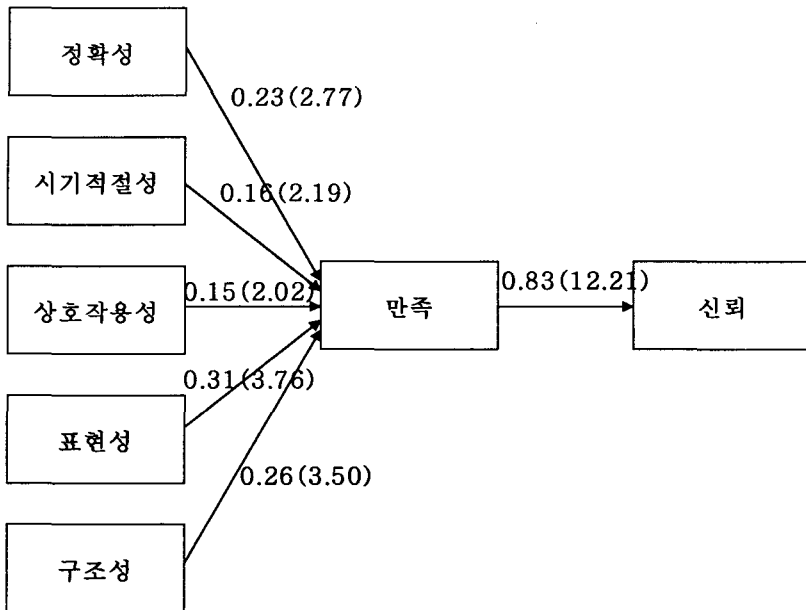 정확성
0.23(2.77)
시기적절성
0.16(2.19)
상호작용성
0.15(2.02)
만족
0.83(12.21)
신뢰
0.31(3.76)
표현성
0.26(3.50)
구조성